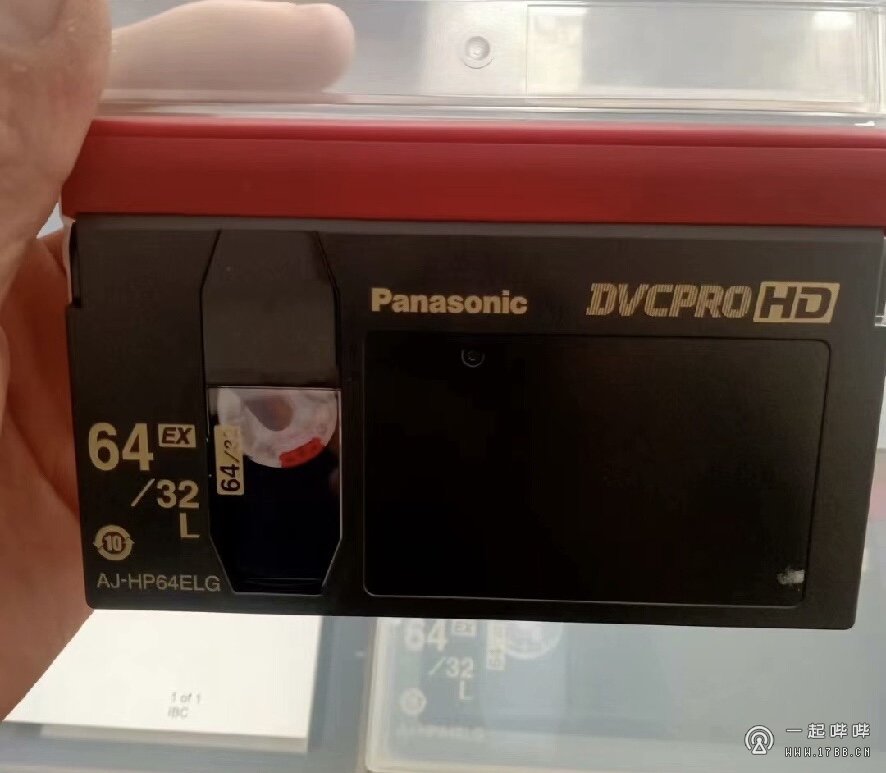 Panasonic
DVCPRO HD
64 EX
/32
L
64/32
10
AJ-HP64ELG
64 EX
/32
L
1 of 1
IBC
一起哔哔
WWW.17BB.CN